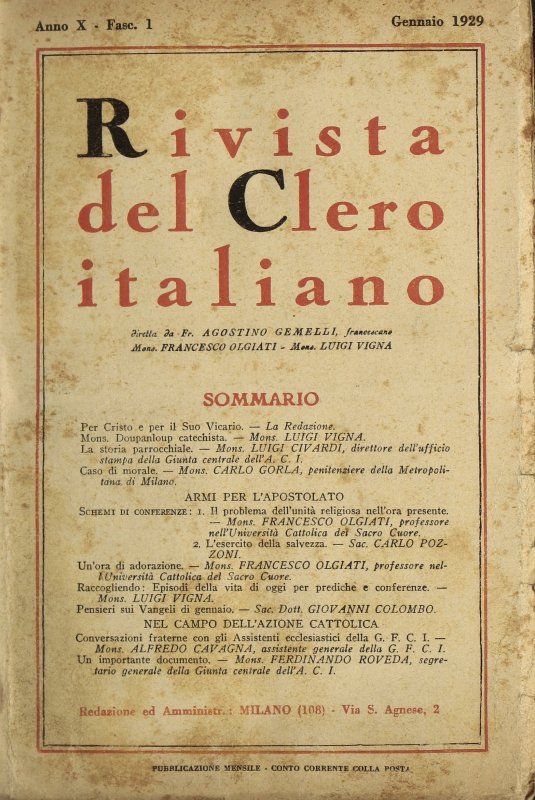 Anno X - Fasc. 1
Gennaio 1929
Rivista
del Clero
italiano
diretta da Fr. AGOSTINO GEMELLI, francescano
Mons. FRANCESCO OLGIATI - Mons. LUIGI VIGNA
SOMMARIO
Per Cristo e per il Suo Vicario. — La Redazione.
Mons. Doupanloup catechista. — Mons. LUIGI VIGNA.
La storia parrocchiale. — Mons. LUIGI CIVARDI, direttore dell'ufficio
stampa della Giunta centrale dell'A. C. I.
Caso di morale. — Mons. CARLO GORLA, penitenziere della Metropoli-
tana di Milano.
ARMI PER L'APOSTOLATO
SCHEMI DI CONFERENZE: 1. Il problema dell'unità religiosa nell'ora presente.
— Mons. FRANCESCO OLGIATI, professore
nell'Università Cattolica del Sacro Cuore.
2. L'esercito della salvezza. — Sac. CARLO POZ-
ZONI.
Un'ora di adorazione. — Mons. FRANCESCO OLGIATI, professore nel-
l'Università Cattolica del Sacro Cuore.
Raccogliendo: Episodi della vita di oggi per prediche e conferenze. —
Mons. LUIGI VIGNA.
Pensieri sui Vangeli di gennaio. — Sac. Dott. GIOVANNI COLOMBO.
NEL CAMPO DELL'AZIONE CATTOLICA
Conversazioni fraterne con gli Assistenti ecclesiastici della G. F. C. I. —
Mons. ALFREDO CAVAGNA, assistente generale della G. F. C. I.
Un importante documento. — Mons. FERDINANDO ROVEDA, segre-
tario generale della Giunta centrale dell'A. C. I.
Redazione ed Amministr.: MILANO (108) - Via S. Agnese, 2
PUBBLICAZIONE MENSILE - CONTO CORRENTE COLLA POSTA